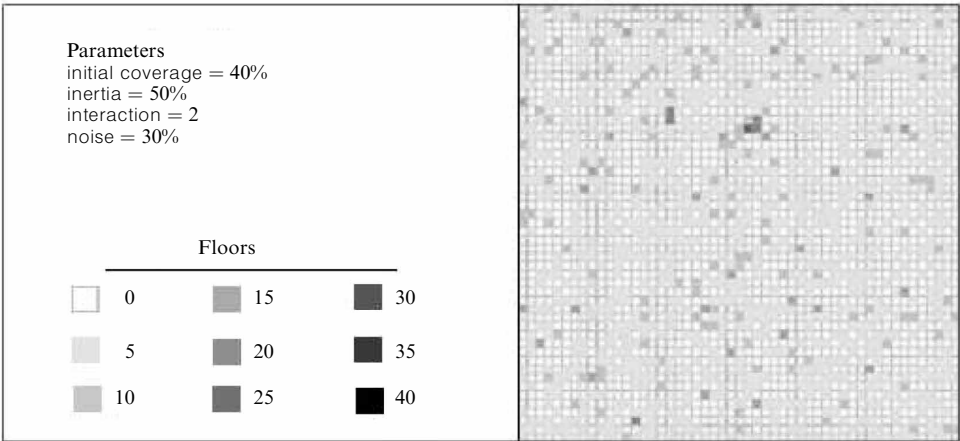 Parameters
initial coverage = 40%
inertia = 50%
interaction = 2
noise = 30%
Floors
0 15 30
5 20 35
10 25 40